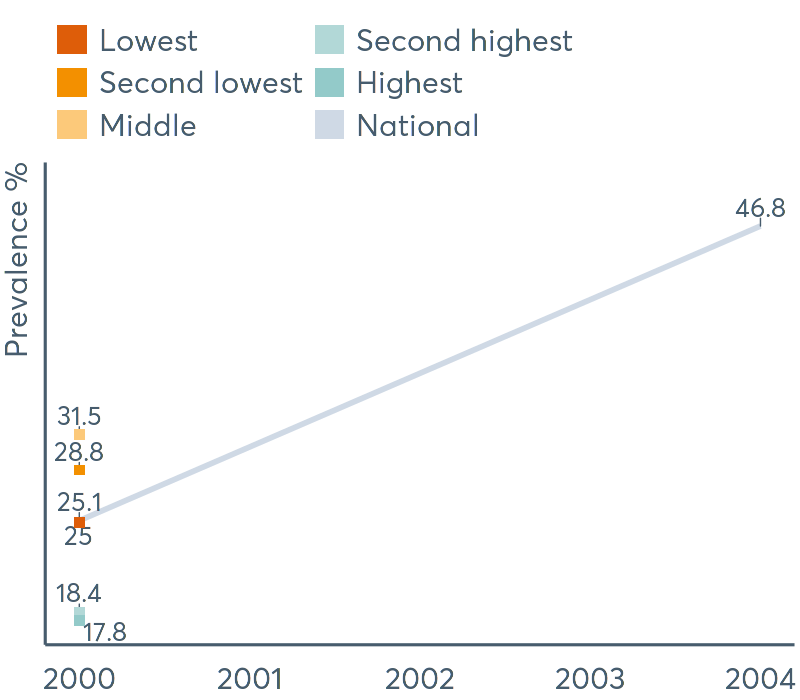 Lowest
Second lowest
Middle
Second highest
Highest
National
Prevalence %
46.8
31.5
28.8
25.1
25
18.4
17.8
2000 2001 2002 2003 2004